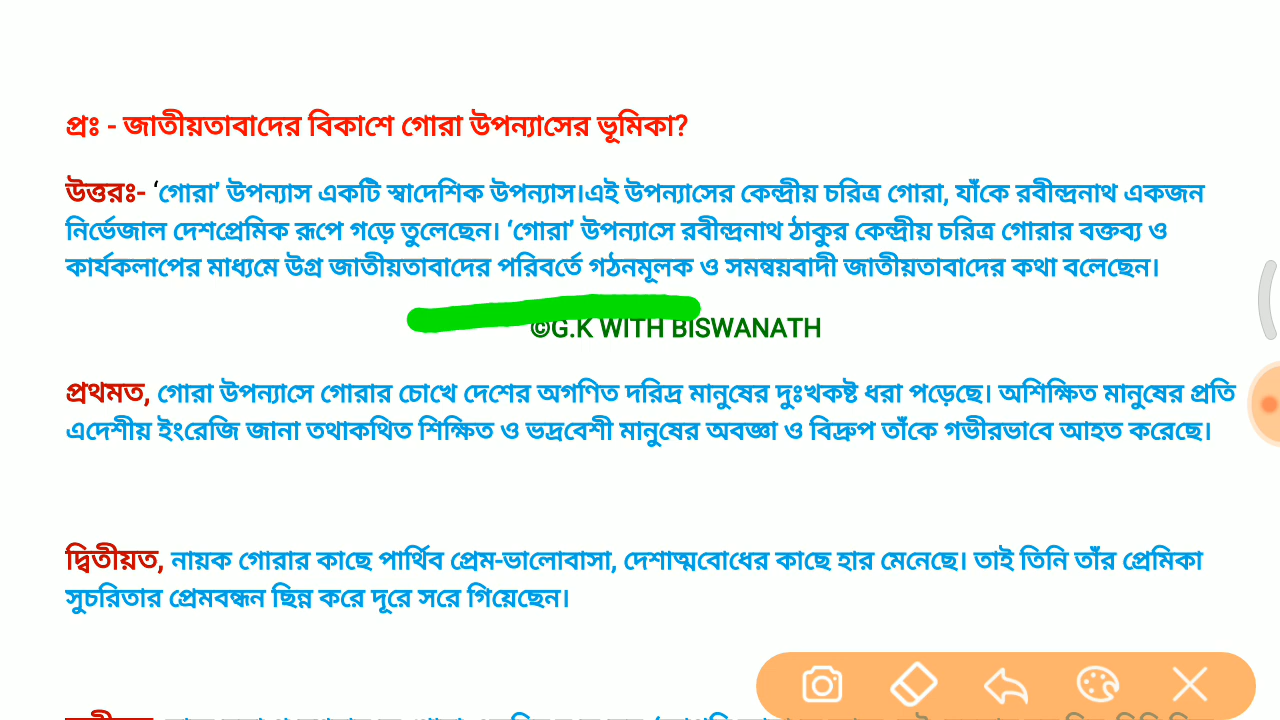 প্রঃ - জাতীয়তাবাদের বিকাশে গোরা উপন্যাসের ভূমিকা?
উত্তরঃ- ‘গোরা’ উপন্যাস একটি স্বাদেশিক উপন্যাস।এই উপন্যাসের কেন্দ্রীয় চরিত্র গোরা, যাঁকে রবীন্দ্রনাথ একজন
নির্ভেজাল দেশপ্রেমিক রূপে গড়ে তুলেছেন। ‘গোরা’ উপন্যাসে রবীন্দ্রনাথ ঠাকুর কেন্দ্রীয় চরিত্র গোরার বক্তব্য ও
কার্যকলাপের মাধ্যমে উগ্র জাতীয়তাবাদের পরিবর্তে গঠনমূলক ও সমন্বয়বাদী জাতীয়তাবাদের কথা বলেছেন।
©G.K WITH BISWANATH
প্রথমত, গোরা উপন্যাসে গোরার চোখে দেশের অগণিত দরিদ্র মানুষের দুঃখকষ্ট ধরা পড়েছে। অশিক্ষিত মানুষের প্রতি
এদেশীয় ইংরেজি জানা তথাকথিত শিক্ষিত ও ভদ্রবেশী মানুষের অবজ্ঞা ও বিদ্রুপ তাঁকে গভীরভাবে আহত করেছে।
দ্বিতীয়ত, নায়ক গোরার কাছে পার্থিব প্রেম-ভালোবাসা, দেশাত্মবোধের কাছে হার মেনেছে। তাই তিনি তাঁর প্রেমিকা
সুচরিতার প্রেমবন্ধন ছিন্ন করে দূরে সরে গিয়েছেন।